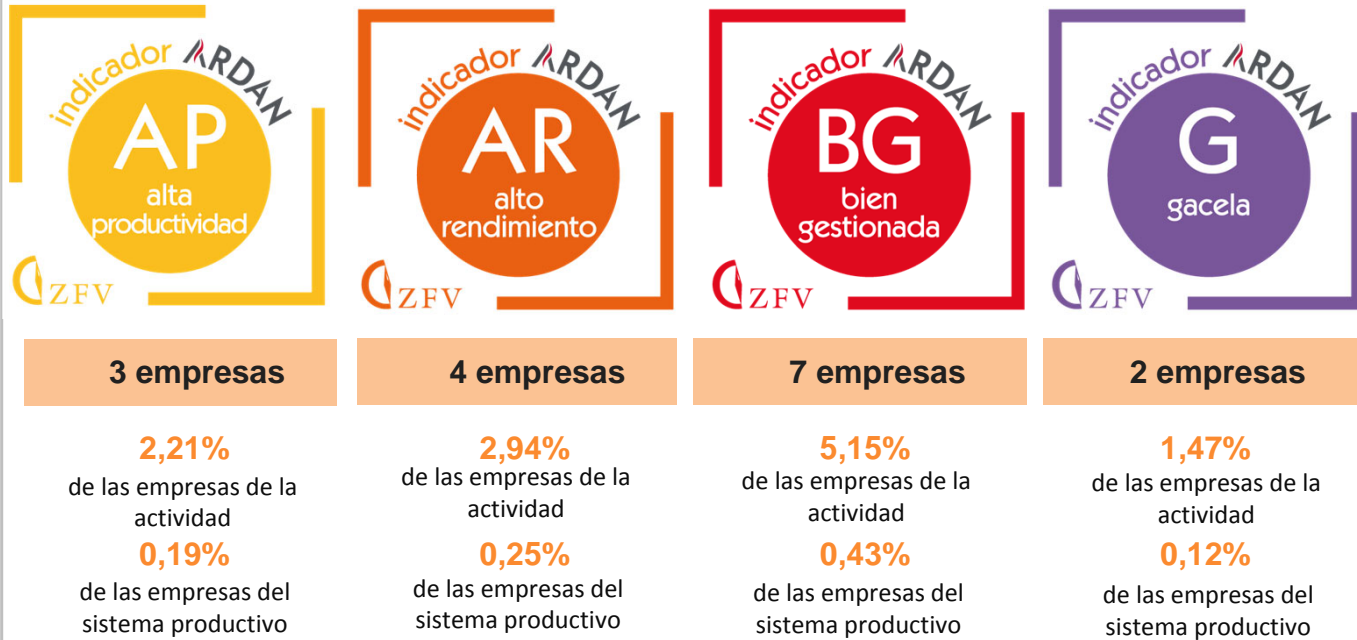 indicador ARDAN
AP
alta
productividad
ZFV
3 empresas
2,21%
de las empresas de la
actividad
0,19%
de las empresas del
sistema productivo
indicador ARDAN
AR
alto
rendimiento
ZFV
4 empresas
2,94%
de las empresas de la
actividad
0,25%
de las empresas del
sistema productivo
indicador ARDAN
BG
bien
gestionada
ZFV
7 empresas
5,15%
de las empresas de la
actividad
0,43%
de las empresas del
sistema productivo
indicador ARDAN
G
gacela
ZFV
2 empresas
1,47%
de las empresas de la
actividad
0,12%
de las empresas del
sistema productivo